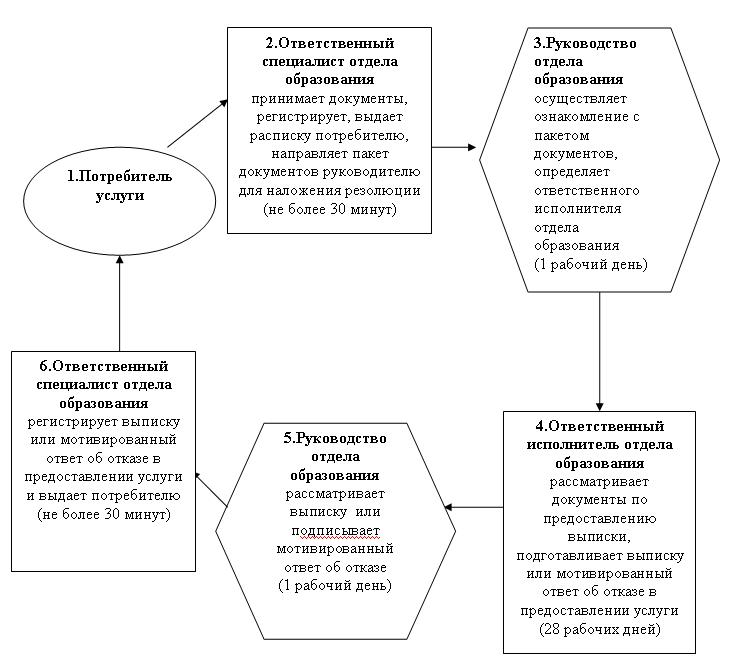 1.Потребитель
услуги
2.Ответственный
специалист отдела
образования
принимает документы,
регистрирует, выдает
расписку потребителю,
направляет пакет
документов руководителю
для наложения резолюции
(не более 30 минут)
3.Руководство
отдела
образования
осуществляет
ознакомление с
пакетом
документов,
определяет
ответственного
исполнителя
отдела
образования
(1 рабочий день)
4.Ответственный
исполнитель отдела
образования
рассматривает
документы по
предоставлению
выписки,
подготавливает выписку
или мотивированный
ответ об отказе в
предоставлении услуги
(28 рабочих дней)
5.Руководство
отдела
образования
рассматривает
выписку или
подписывает
мотивированный
ответ об отказе
(1 рабочий день)
6.Ответственный
специалист отдела
образования
регистрирует выписку
или мотивированный
ответ об отказе в
предоставлении услуги
и выдает потребителю
(не более 30 минут)